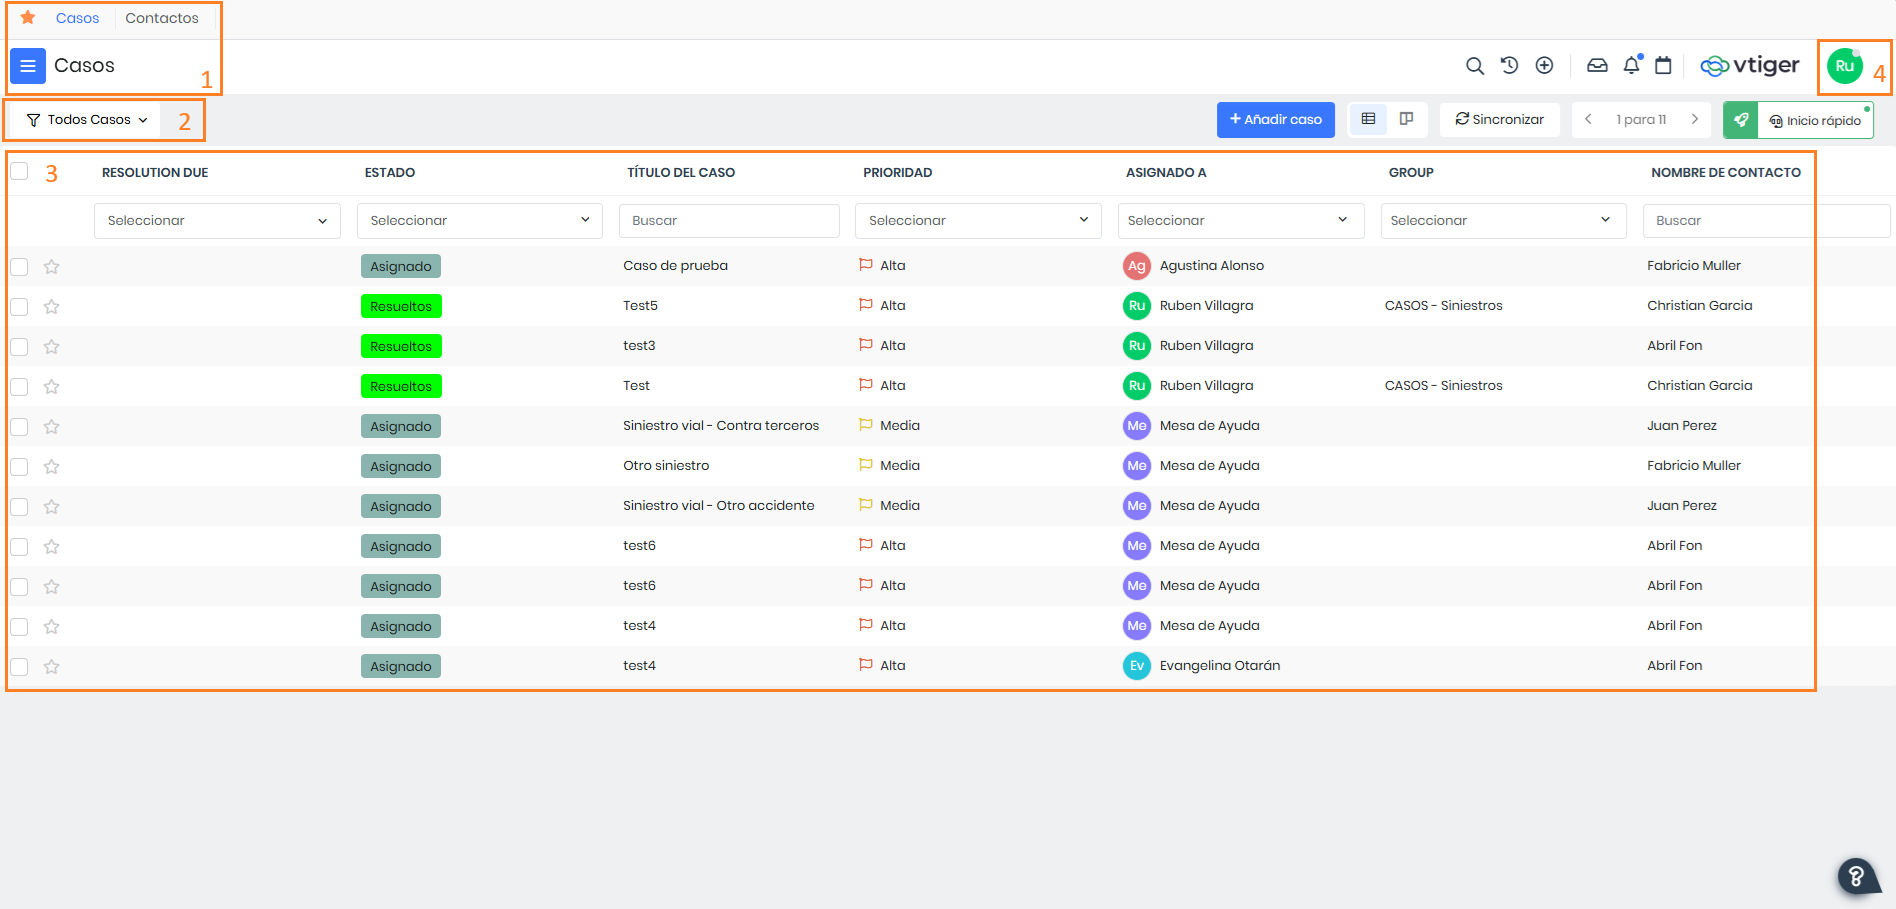 Casos Contactos
Casos 1
vtiger Ru 4
Todos Casos 2
+ Añadir caso Sincronizar 1 para 11 Inicio rápido
3 RESOLUTION DUE ESTADO TÍTULO DEL CASO PRIORIDAD ASIGNADO A GROUP NOMBRE DE CONTACTO
Seleccionar Seleccionar Buscar Seleccionar Seleccionar Seleccionar Buscar
Asignado Caso de prueba Alta Ag Agustina Alonso Fabricio Muller
Resueltos Test5 Alta Ru Ruben Villagra CASOS - Siniestros Christian Garcia
Resueltos test3 Alta Ru Ruben Villagra Abril Fon
Resueltos Test Alta Ru Ruben Villagra CASOS - Siniestros Christian Garcia
Asignado Siniestro vial - Contra terceros Media Me Mesa de Ayuda Juan Perez
Asignado Otro siniestro Media Me Mesa de Ayuda Fabricio Muller
Asignado Siniestro vial - Otro accidente Media Me Mesa de Ayuda Juan Perez
Asignado test6 Alta Me Mesa de Ayuda Abril Fon
Asignado test6 Alta Me Mesa de Ayuda Abril Fon
Asignado test4 Alta Me Mesa de Ayuda Abril Fon
Asignado test4 Alta Ev Evangelina Otarán Abril Fon
?